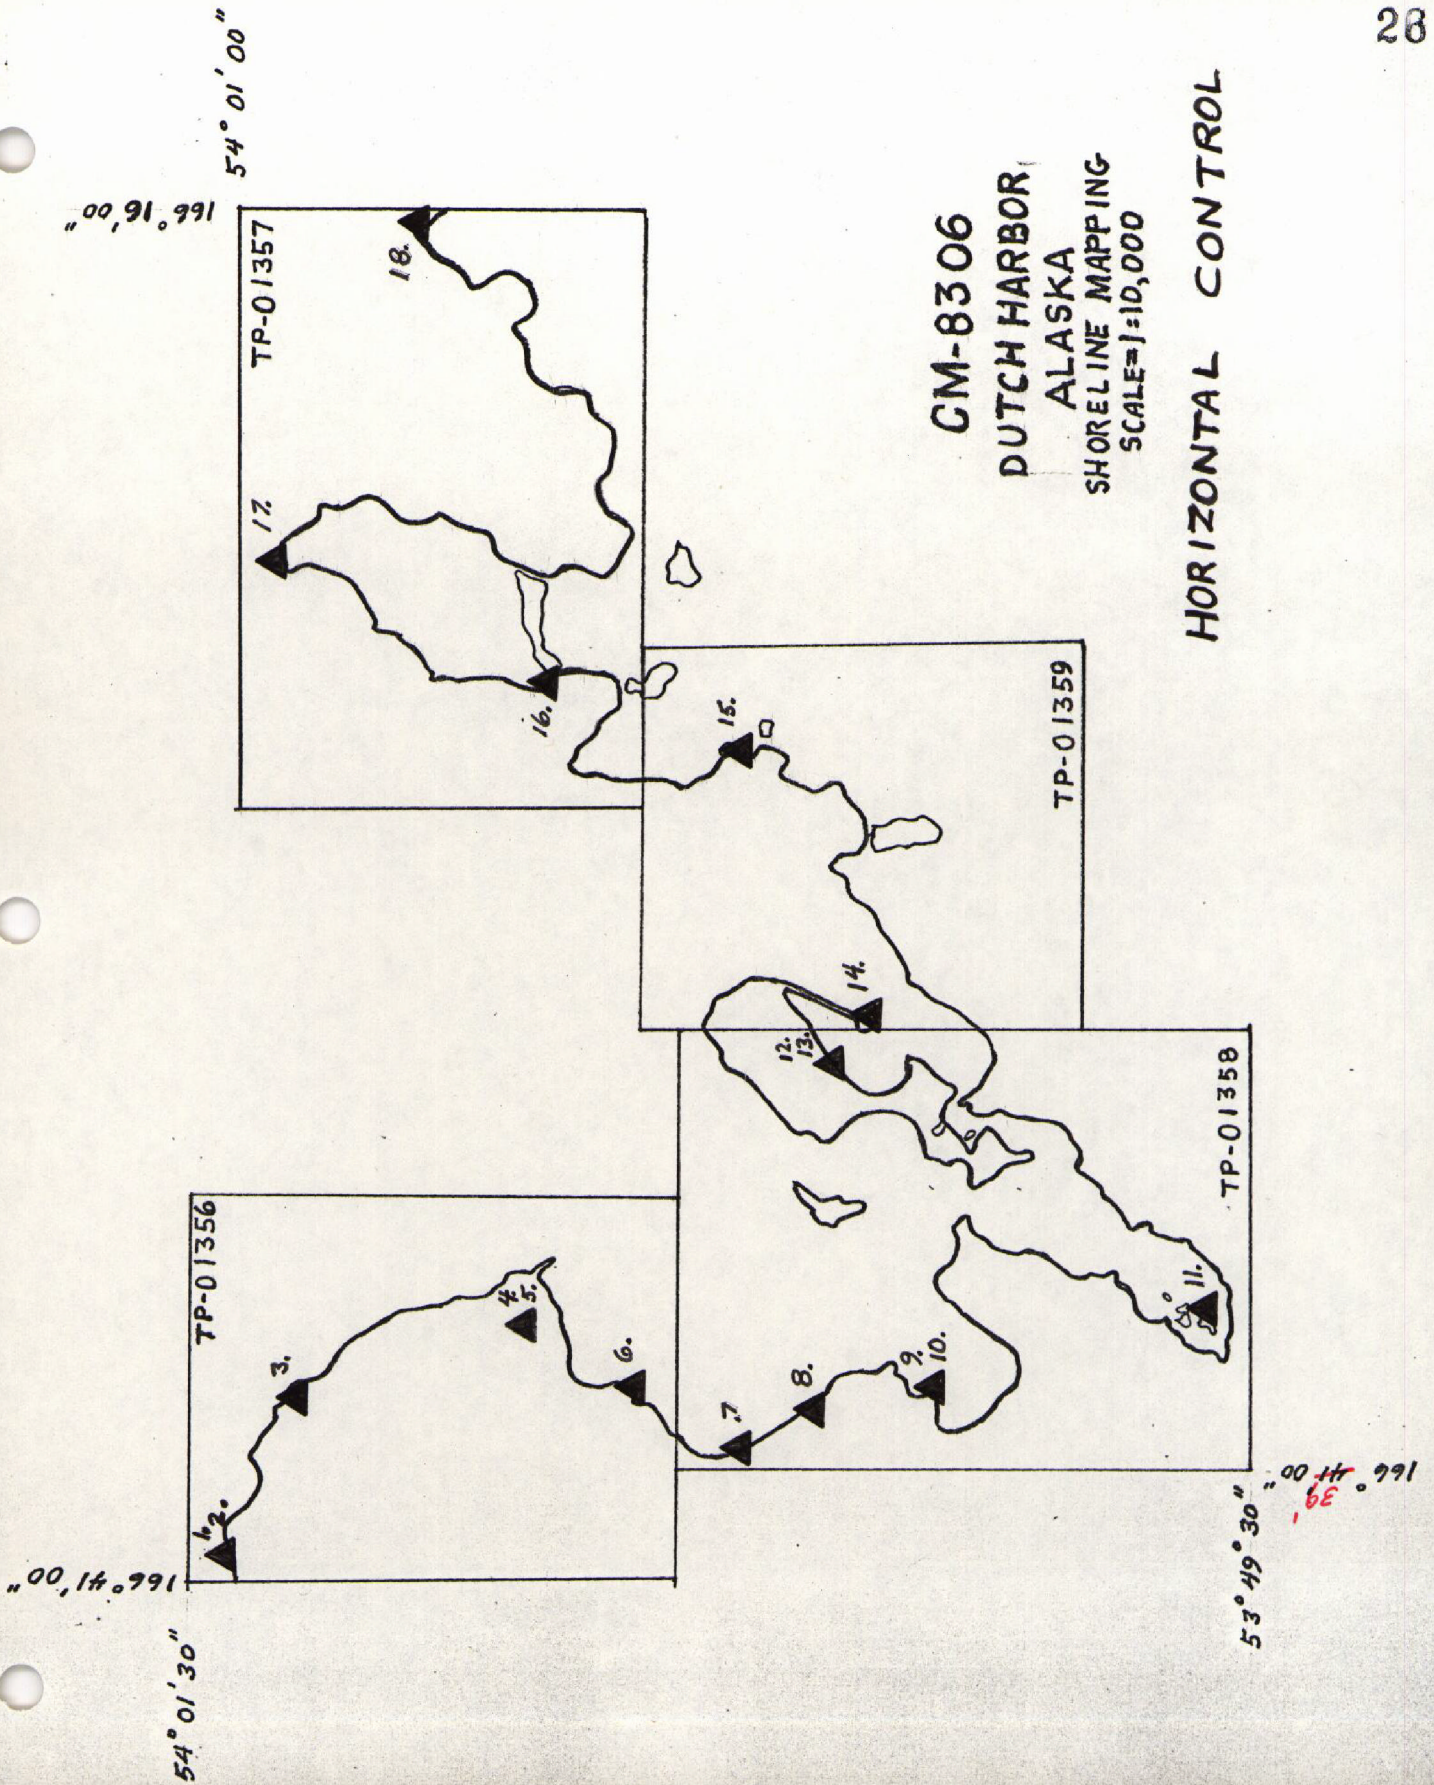 28
54° 01' 30"
166° 41' 00"
TP-01356
1.
2.
3.
4.
5.
6.
166° 16' 00"
54° 01' 00"
TP-01357
16.
17.
18.
7.
8.
9.
10.
11.
12.
13.
TP-01358
14.
15.
TP-01359
53° 49' 30"
166° 41' 00"
39'
CM-8306
DUTCH HARBOR
ALASKA
SHORELINE MAPPING
SCALE=1:10,000
HORIZONTAL CONTROL